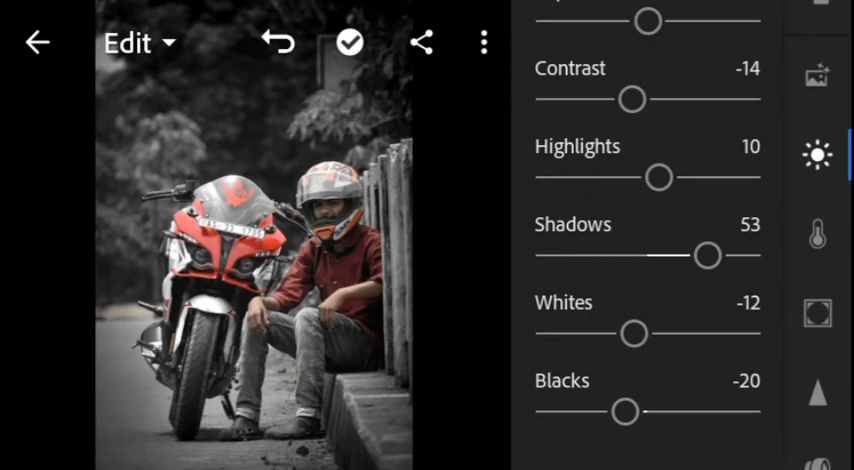 Edit
Contrast -14
Highlights 10
Shadows 53
Whites -12
Blacks -20